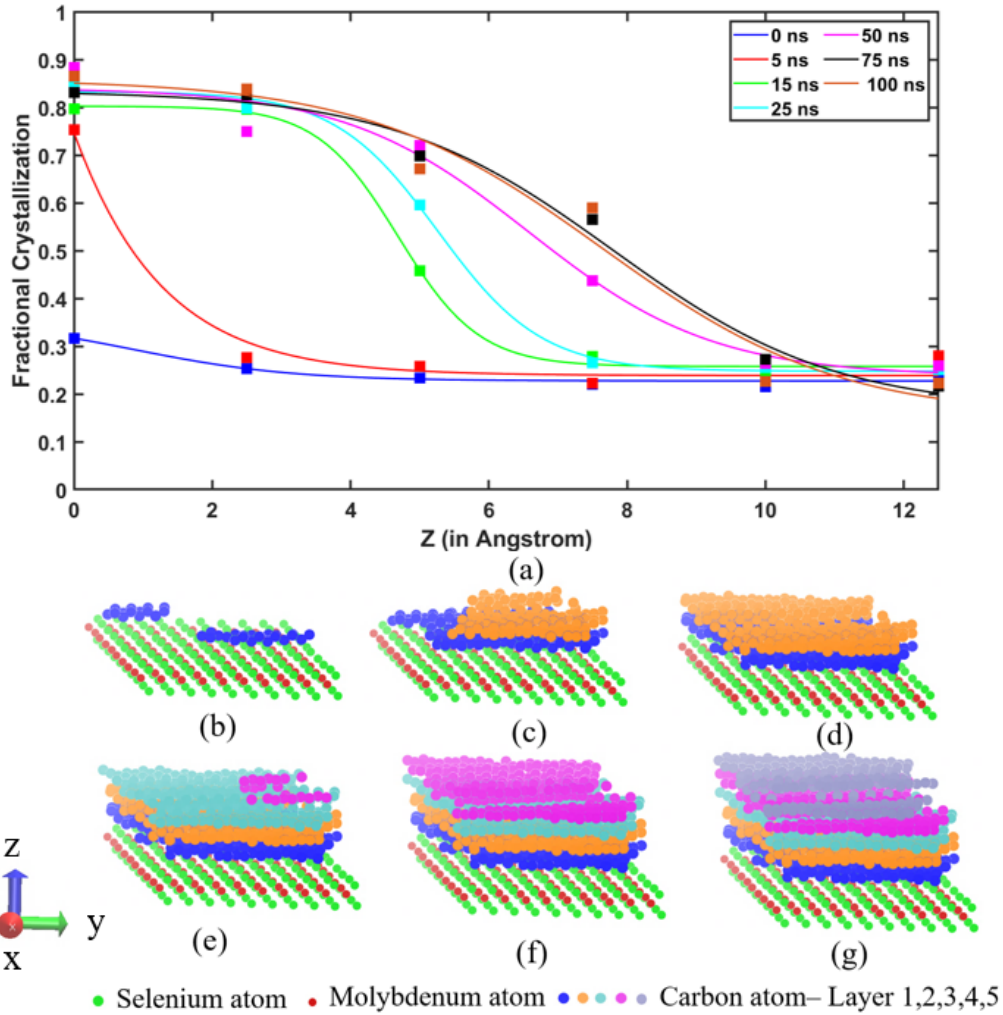 1
0.9
0.8
0.7
0.6
0.5
0.4
0.3
0.2
0.1
0
Fractional Crystallization
0 ns 50 ns
5 ns 75 ns
15 ns 100 ns
25 ns
0 2 4 6 8 10 12
Z (in Angstrom)
(a)
(b) (c) (d)
(e) (f) (g)
z
y
x
x
Selenium atom Molybdenum atom Carbon atom– Layer 1,2,3,4,5